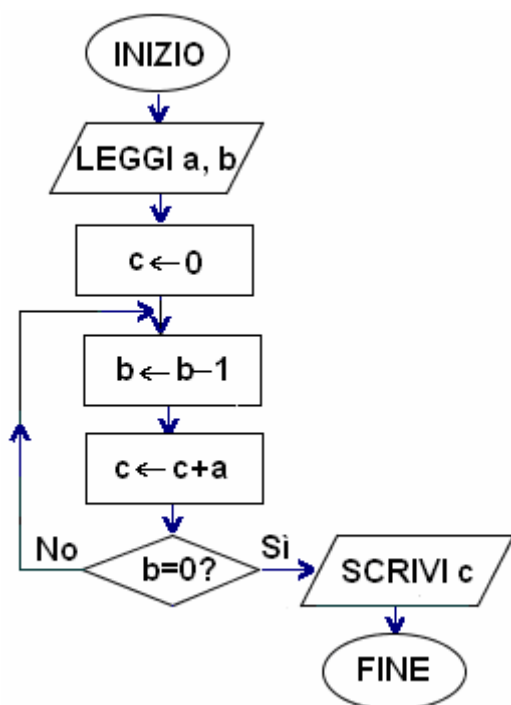 INIZIO
LEGGI a, b
c←0
b←b–1
c←c+a
b=0?
No
Sì
SCRIVI c
FINE